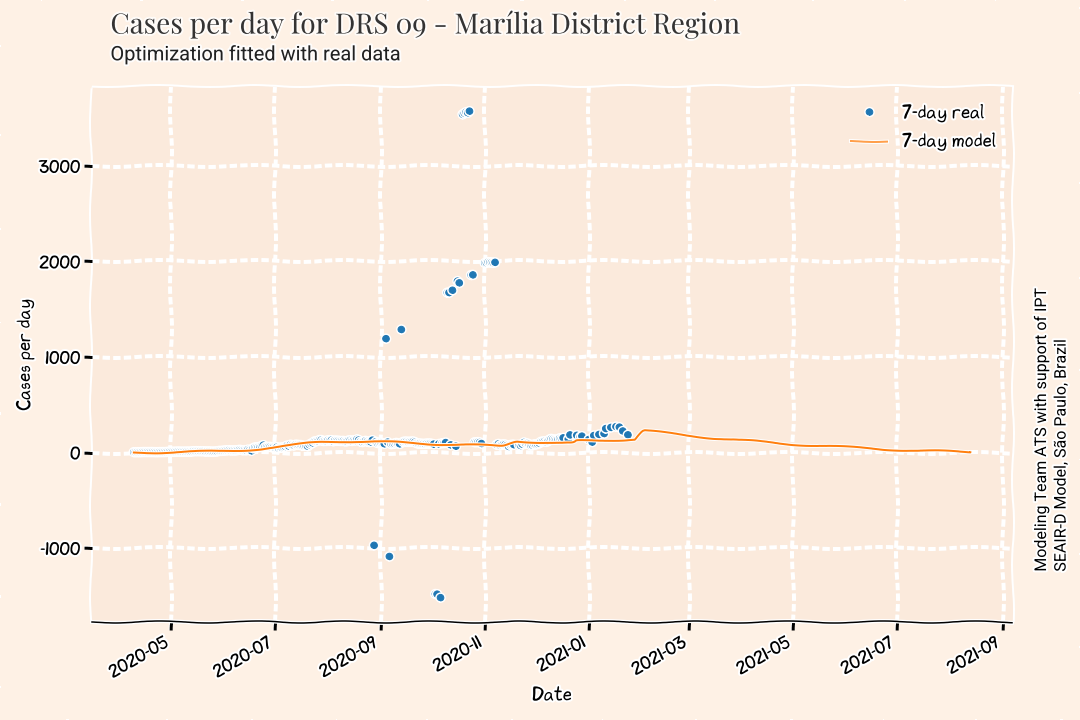 Cases per day for DRS 09 - Marília District Region
Optimization fitted with real data
7-day real
7-day model
3000
2000
1000
0
-1000
Cases per day
2020-05
2020-07
2020-09
2020-11
2021-01
2021-03
2021-05
2021-07
2021-09
Date
Modeling Team ATS with support of IPT
SEAIR-D Model, São Paulo, Brazil